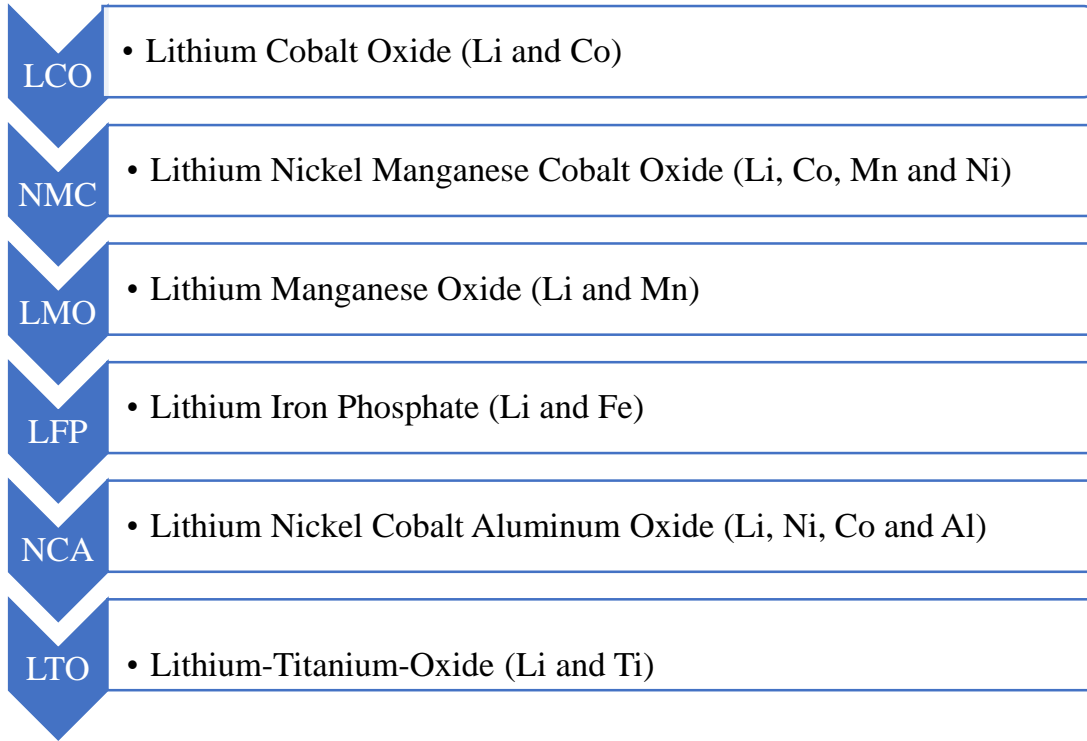 LCO
• Lithium Cobalt Oxide (Li and Co)
NMC
• Lithium Nickel Manganese Cobalt Oxide (Li, Co, Mn and Ni)
LMO
• Lithium Manganese Oxide (Li and Mn)
LFP
• Lithium Iron Phosphate (Li and Fe)
NCA
• Lithium Nickel Cobalt Aluminum Oxide (Li, Ni, Co and Al)
LTO
• Lithium-Titanium-Oxide (Li and Ti)